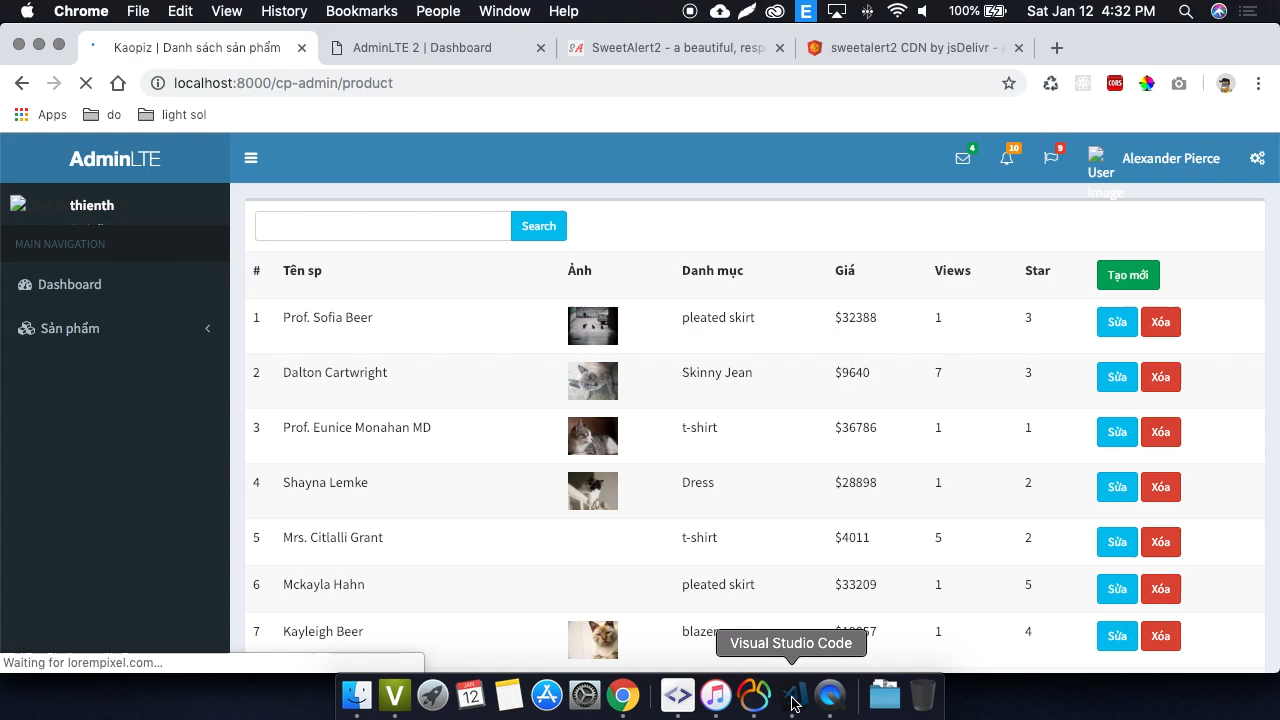 Chrome File Edit View History Bookmarks People Window Help E 100% Sat Jan 12 4:32 PM
Kaopiz | Danh sách sản phẩm AdminLTE 2 | Dashboard SA SweetAlert2 - a beautiful, resp sweetalert2 CDN by jsDelivr - A
localhost:8000/cp-admin/product CORS
Apps do light sol
AdminLTE 4 10 9 User Image Alexander Pierce
thienth
MAIN NAVIGATION
Dashboard
Sản phẩm
Search
# Tên sp Ảnh Danh mục Giá Views Star Tạo mới
1 Prof. Sofia Beer pleated skirt $32388 1 3 Sửa Xóa
2 Dalton Cartwright Skinny Jean $9640 7 3 Sửa Xóa
3 Prof. Eunice Monahan MD t-shirt $36786 1 1 Sửa Xóa
4 Shayna Lemke Dress $28898 1 2 Sửa Xóa
5 Mrs. Citlalli Grant t-shirt $4011 5 2 Sửa Xóa
6 Mckayla Hahn pleated skirt $33209 1 5 Sửa Xóa
7 Kayleigh Beer blazer 1 4 Sửa Xóa
Visual Studio Code
Waiting for lorempixel.com...
V JAN 12